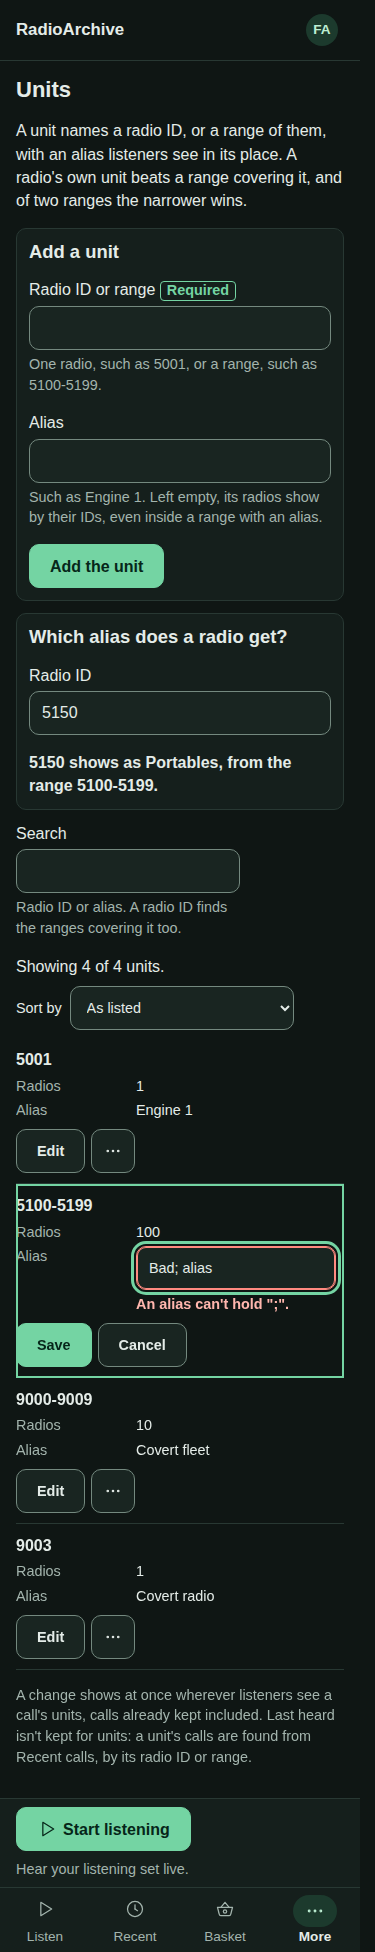 RadioArchive
FA
Units
A unit names a radio ID, or a range of them,
with an alias listeners see in its place. A
radio's own unit beats a range covering it, and
of two ranges the narrower wins.
Add a unit
Radio ID or range Required
One radio, such as 5001, or a range, such as
5100-5199.
Alias
Such as Engine 1. Left empty, its radios show
by their IDs, even inside a range with an alias.
Add the unit
Which alias does a radio get?
Radio ID
5150
5150 shows as Portables, from the
range 5100-5199.
Search
Radio ID or alias. A radio ID finds
the ranges covering it too.
Showing 4 of 4 units.
Sort by As listed
5001
Radios 1
Alias Engine 1
Edit ···
5100-5199
Radios 100
Alias Bad; alias
An alias can't hold ";".
Save Cancel
9000-9009
Radios 10
Alias Covert fleet
Edit ···
9003
Radios 1
Alias Covert radio
Edit ···
A change shows at once wherever listeners see a
call's units, calls already kept included. Last heard
isn't kept for units: a unit's calls are found from
Recent calls, by its radio ID or range.
Start listening
Hear your listening set live.
Listen Recent Basket More